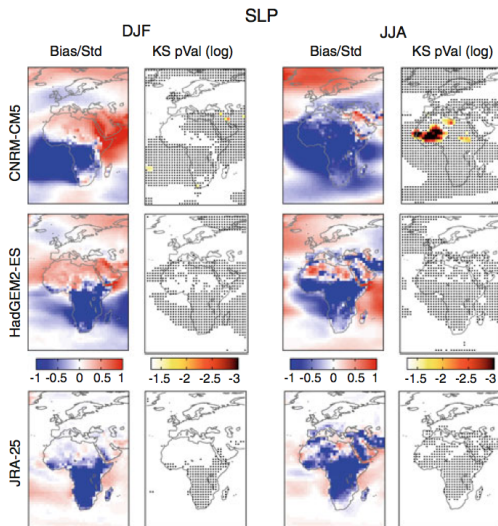 SLP
DJF JJA
Bias/Std KS pVal (log) Bias/Std KS pVal (log)
CNRM-CM5
HadGEM2-ES
-1 -0.5 0 0.5 1 -1.5 -2 -2.5 -3 -1 -0.5 0 0.5 1 -1.5 -2 -2.5 -3
JRA-25